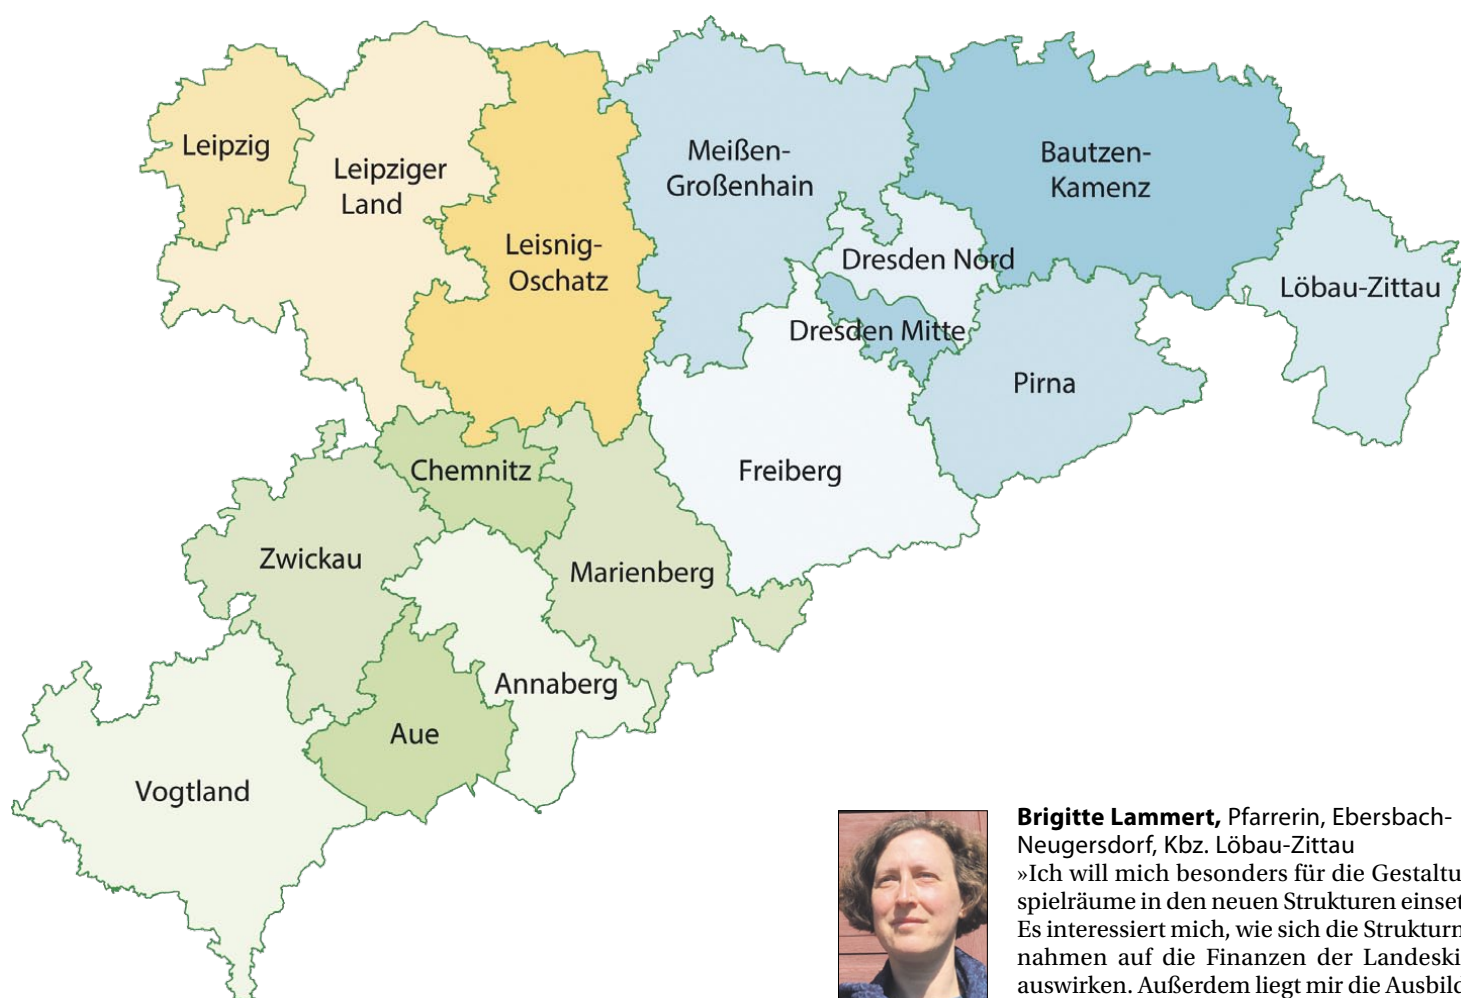 Leipzig
Leipziger
Land
Leisnig-
Oschatz
Meißen-
Großenhain
Bautzen-
Kamenz
Dresden Nord
Dresden Mitte
Löbau-Zittau
Pirna
Freiberg
Chemnitz
Zwickau
Marienberg
Annaberg
Aue
Vogtland
Brigitte Lammert, Pfarrerin, Ebersbach-
Neugersdorf, Kbz. Löbau-Zittau
»Ich will mich besonders für die Gestaltu
spielräume in den neuen Strukturen einset
Es interessiert mich, wie sich die Strukturn
nahmen auf die Finanzen der Landeski
auswirken. Außerdem liegt mir die Ausbild